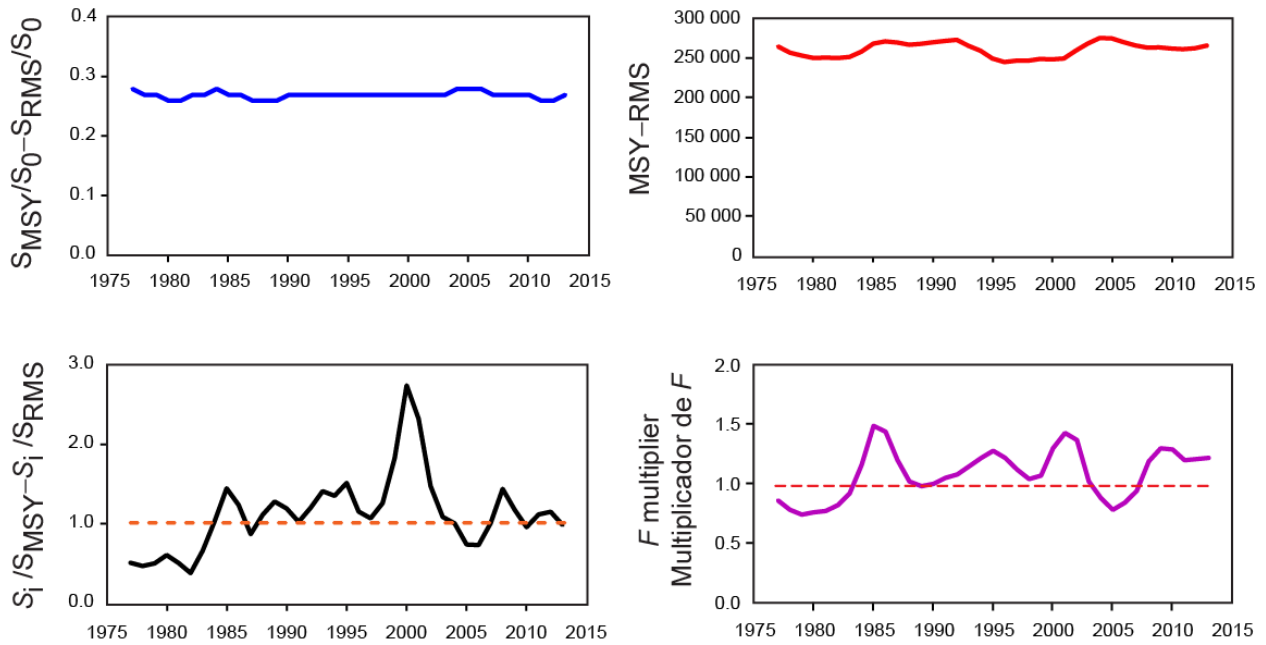 SMSY/S0–SRMS/S0
0.4
0.3
0.2
0.1
0.0
1975 1980 1985 1990 1995 2000 2005 2010 2015
MSY–RMS
300 000
250 000
200 000
150 000
100 000
50 000
0
1975 1980 1985 1990 1995 2000 2005 2010 2015
Si /SMSY–Si /SRMS
3.0
2.0
1.0
0.0
1975 1980 1985 1990 1995 2000 2005 2010 2015
F multiplier
Multiplicador de F
2.0
1.5
1.0
0.5
0.0
1975 1980 1985 1990 1995 2000 2005 2010 2015